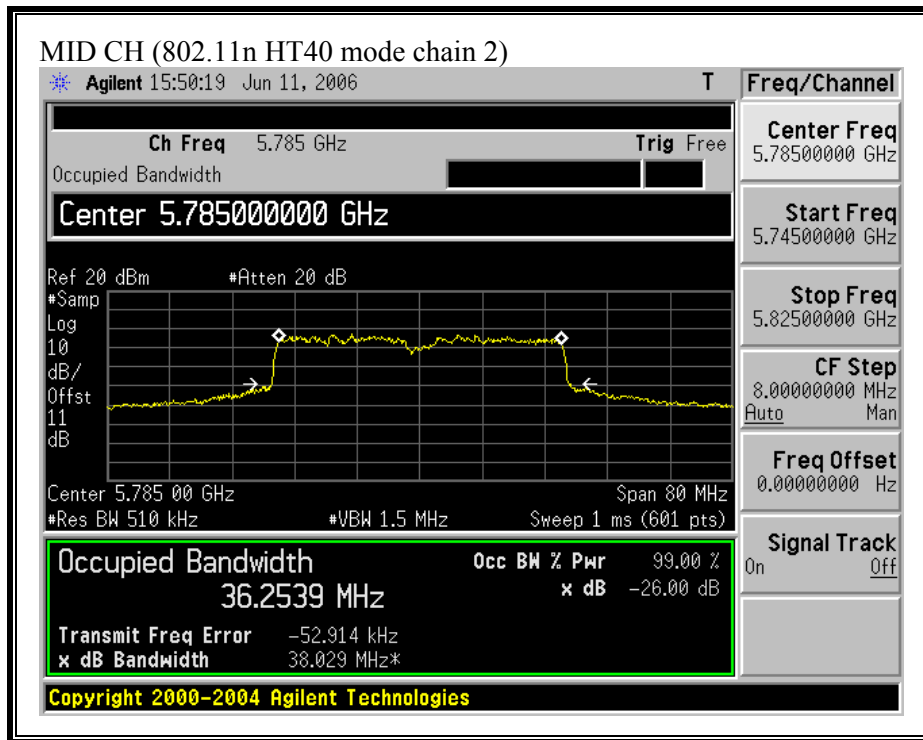 MID CH (802.11n HT40 mode chain 2)
Agilent 15:50:19 Jun 11, 2006 T
Freq/Channel
Ch Freq 5.785 GHz Trig Free
Occupied Bandwidth
Center 5.785000000 GHz
Ref 20 dBm #Atten 20 dB
#Samp
Log
10
dB/
Offst
11
dB
Center 5.785 00 GHz Span 80 MHz
#Res BW 510 kHz #VBW 1.5 MHz Sweep 1 ms (601 pts)
Occupied Bandwidth Occ BW % Pwr 99.00 %
36.2539 MHz x dB -26.00 dB
Transmit Freq Error -52.914 kHz
x dB Bandwidth 38.029 MHz*
Copyright 2000-2004 Agilent Technologies
Center Freq
5.78500000 GHz
Start Freq
5.74500000 GHz
Stop Freq
5.82500000 GHz
CF Step
8.00000000 MHz
Auto Man
Freq Offset
0.00000000 Hz
Signal Track
On Off